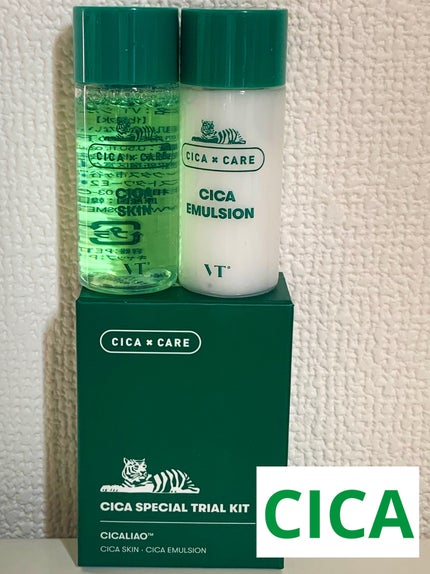 CICA × CARE
CICA
SKIN
VT
CICA × CARE
CICA
EMULSION
VT
CICA × CARE
CICA SPECIAL TRIAL KIT
CICALIAO™
CICA SKIN · CICA EMULSION
CICA